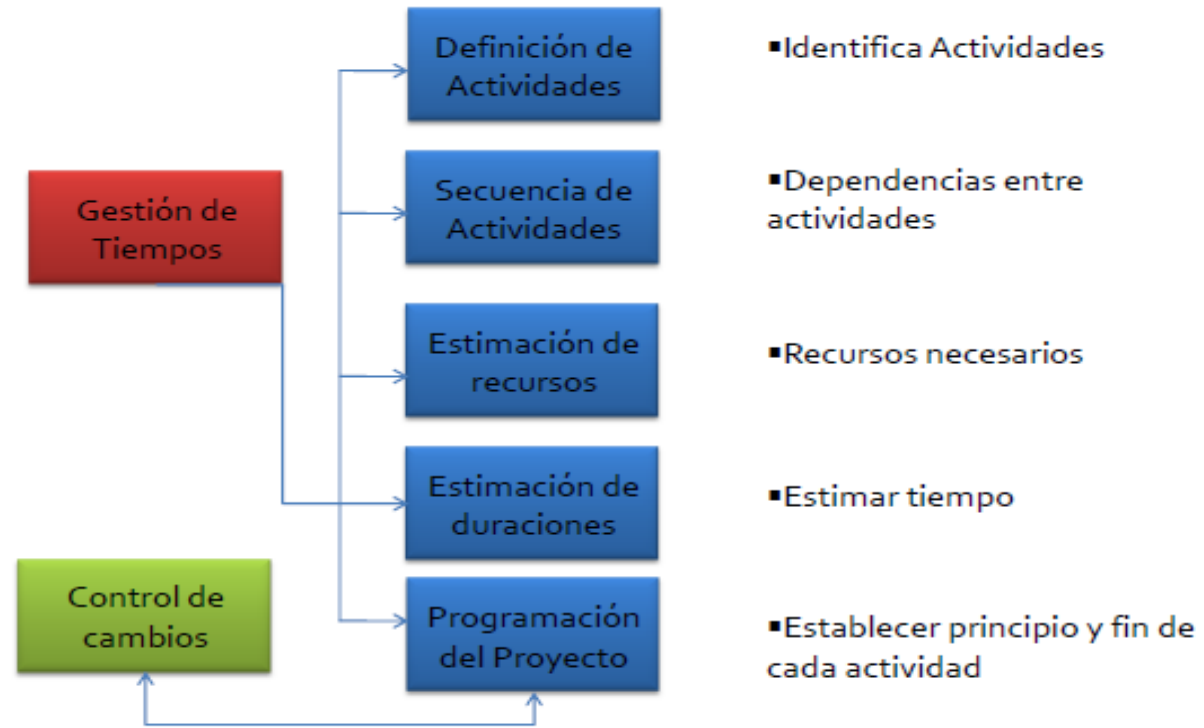 Definición de
Actividades
▪Identifica Actividades
Gestión de
Tiempos
Secuencia de
Actividades
▪Dependencias entre
actividades
Estimación de
recursos
▪Recursos necesarios
Estimación de
duraciones
▪Estimar tiempo
Control de
cambios
Programación
del Proyecto
▪Establecer principio y fin de
cada actividad